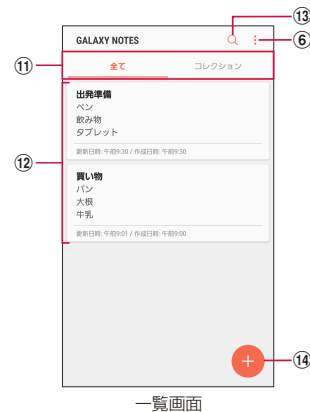 ⑬
GALAXY NOTES ⑥
⑪ 全て コレクション
出発準備
ペン
飲み物
タブレット
更新日時: 午前9:30 / 作成日時: 午前9:30
⑫
買い物
パン
大根
牛乳
更新日時: 午前9:01 / 作成日時: 午前9:00
⑭
一覧画面